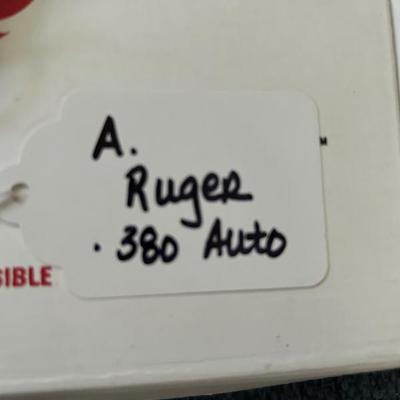 A.
Ruger
.380 Auto
SIBLE